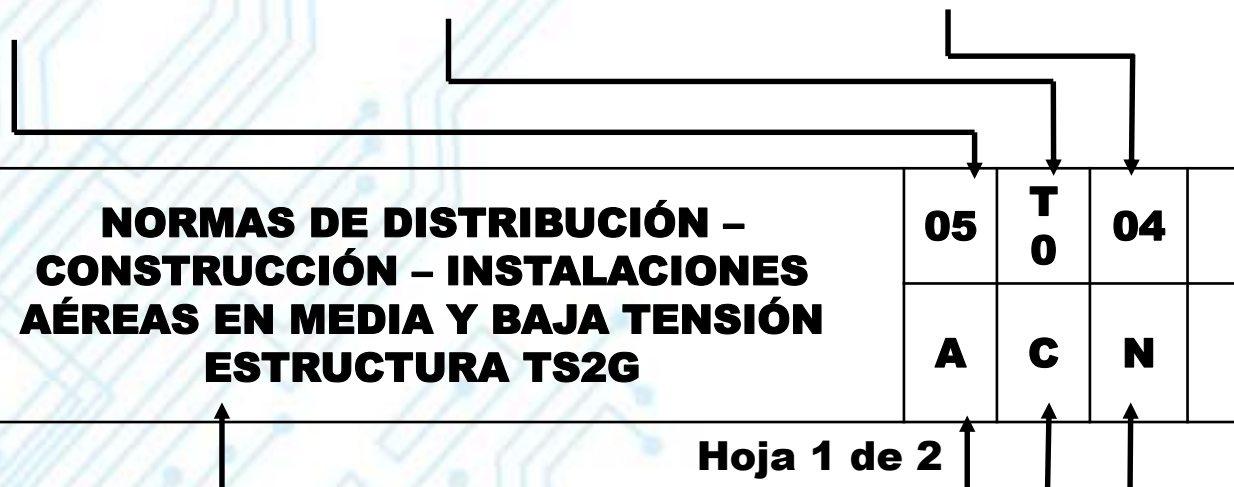 NORMAS DE DISTRIBUCIÓN –
CONSTRUCCIÓN – INSTALACIONES
AÉREAS EN MEDIA Y BAJA TENSIÓN
ESTRUCTURA TS2G
05
T
0
04
A
C
N
Hoja 1 de 2